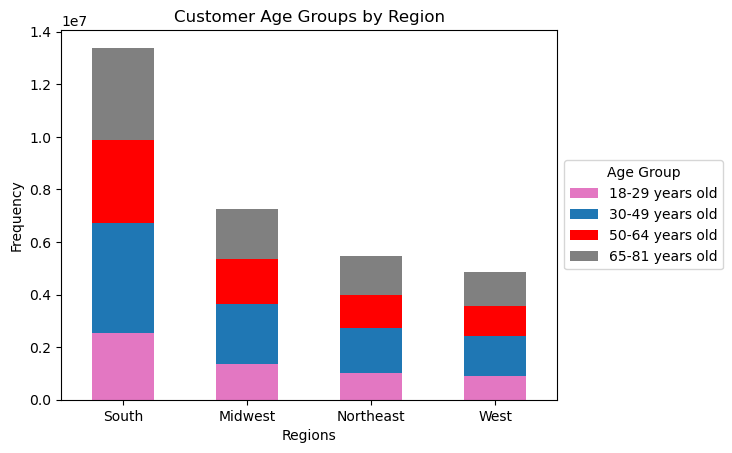 Customer Age Groups by Region
1e7
1.4
1.2
1.0
0.8
0.6
0.4
0.2
0.0
Frequency
South Midwest Northeast West
Regions
Age Group
18-29 years old
30-49 years old
50-64 years old
65-81 years old